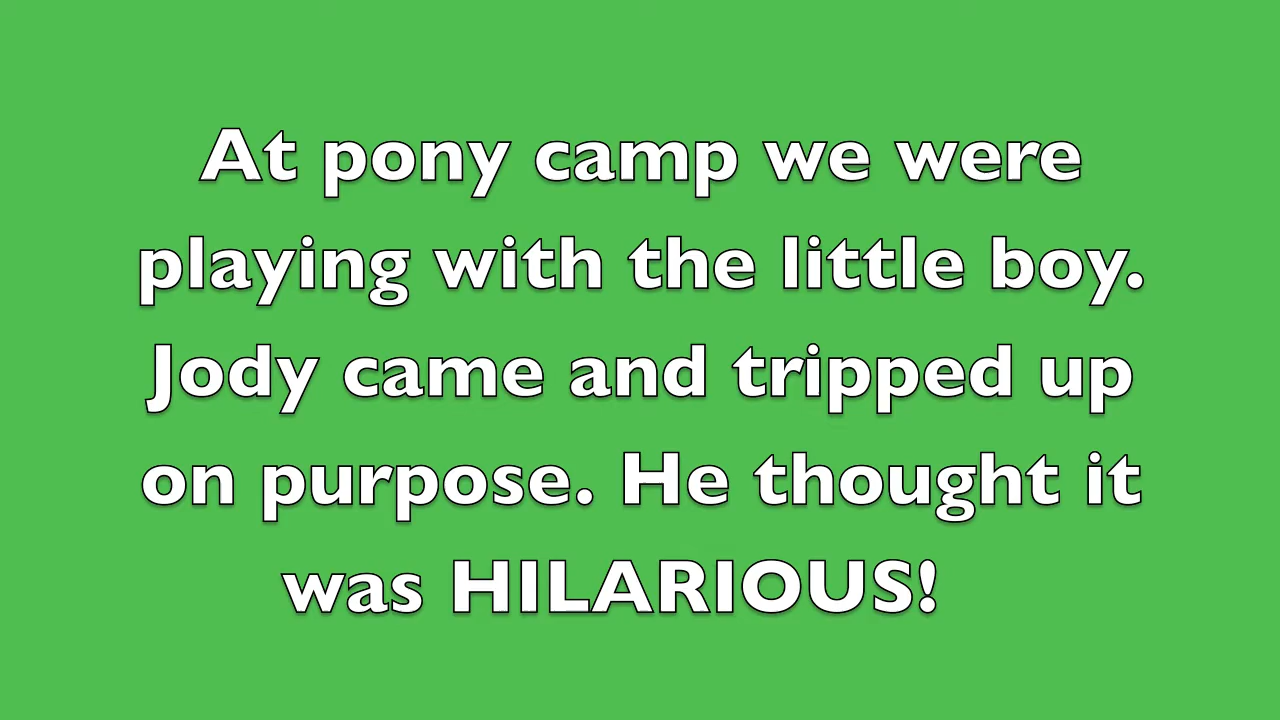 At pony camp we were
playing with the little boy.
Jody came and tripped up
on purpose. He thought it
was HILARIOUS!